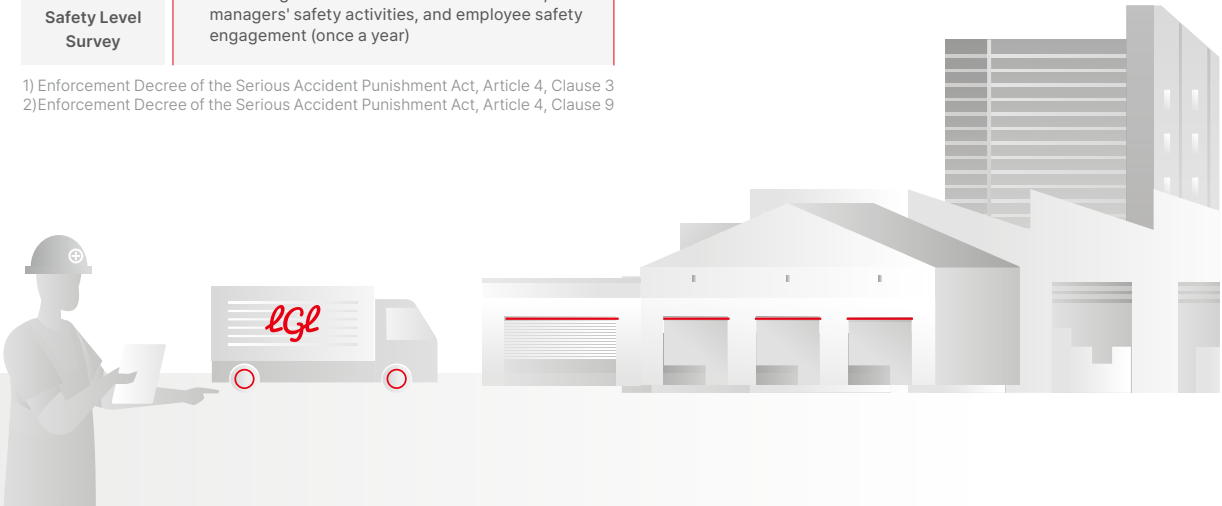 Safety Level
Survey
managers' safety activities, and employee safety
engagement (once a year)
1) Enforcement Decree of the Serious Accident Punishment Act, Article 4, Clause 3
2)Enforcement Decree of the Serious Accident Punishment Act, Article 4, Clause 9
lGl